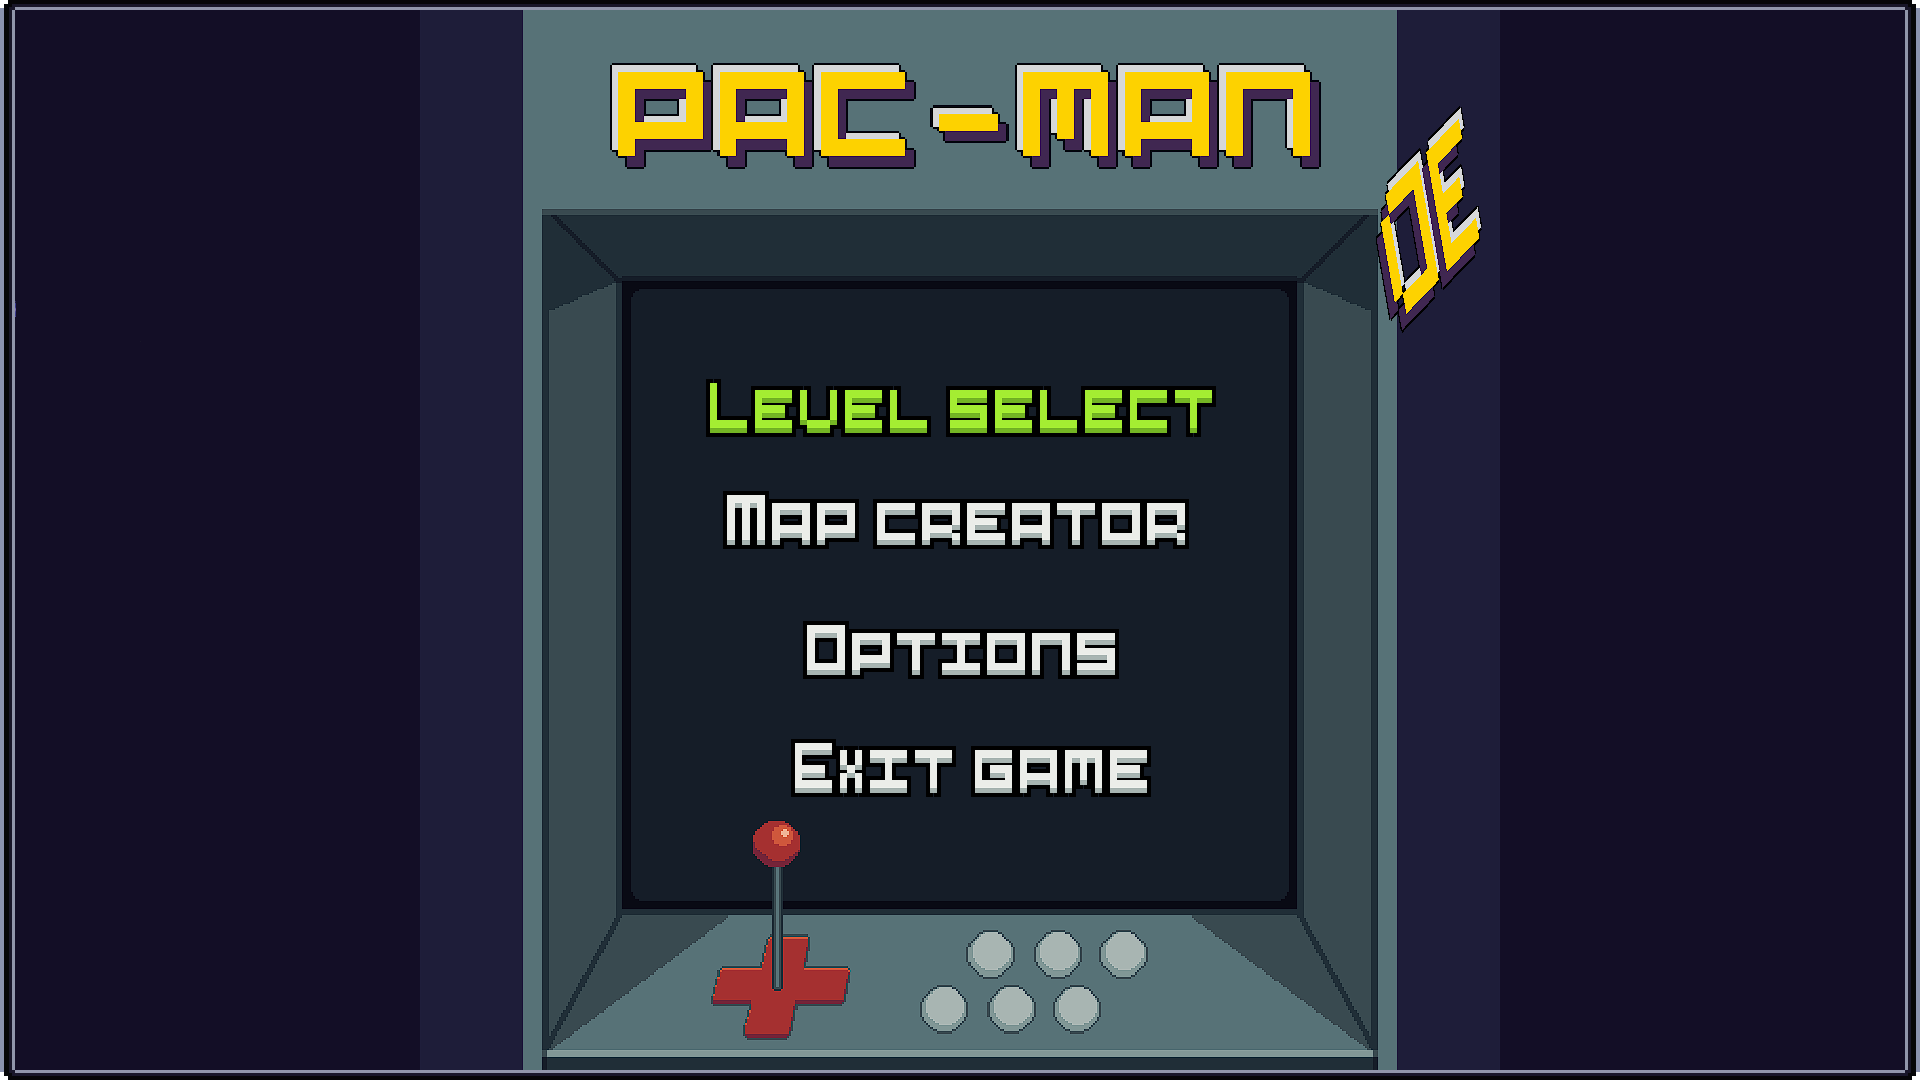 PAC-MAN
DE
LEVEL SELECT
MAP CREATOR
OPTIONS
EXIT GAME